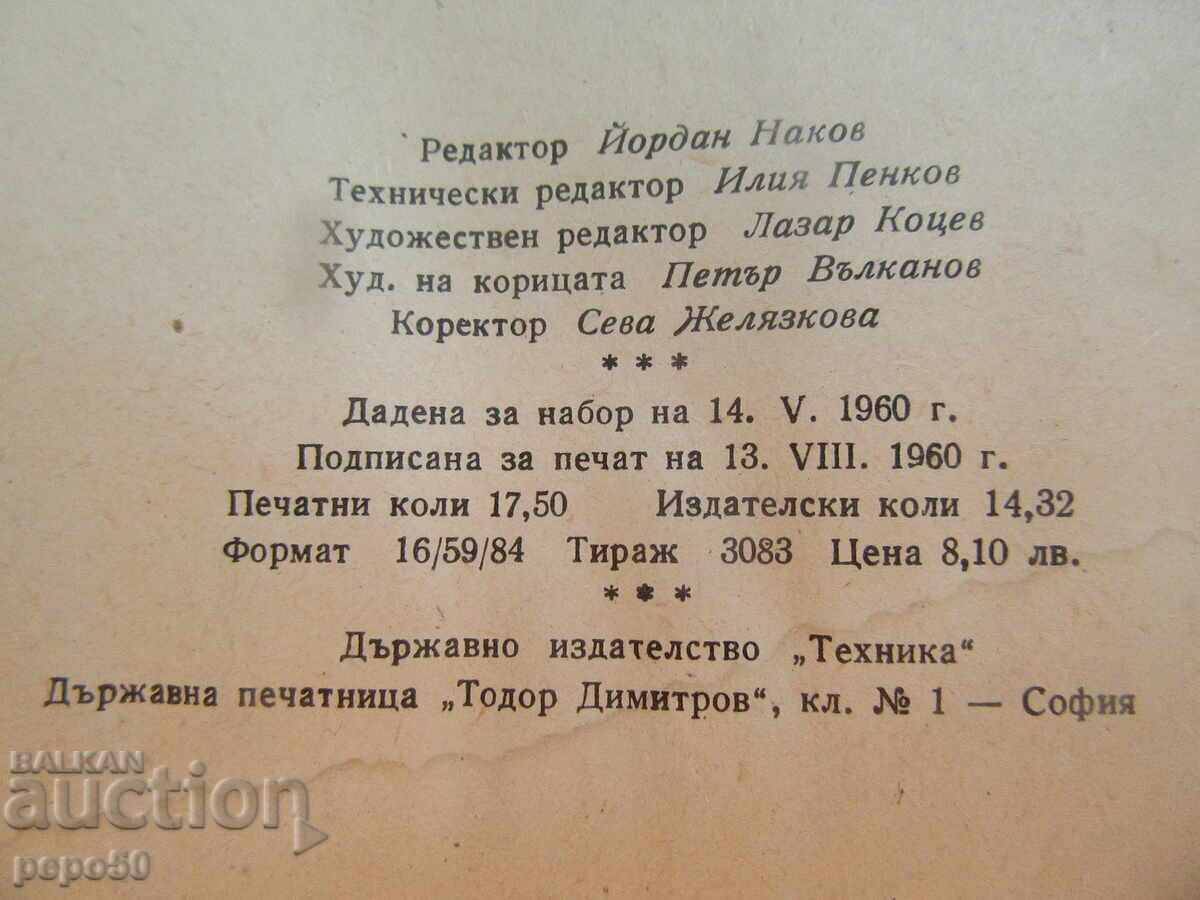 Редактор Йордан Наков
Технически редактор Илия Пенков
Художествен редактор Лазар Коцев
Худ. на корицата Петър Вълканов
Коректор Сева Желязкова
* * *
Дадена за набор на 14. V. 1960 г.
Подписана за печат на 13. VIII. 1960 г.
Печатни коли 17,50 Издателски коли 14,32
Формат 16/59/84 Тираж 3083 Цена 8,10 лв.
* * *
Държавно издателство „Техника“
Държавна печатница „Тодор Димитров“, кл. № 1 — София
BALKAN
auction
pepo50